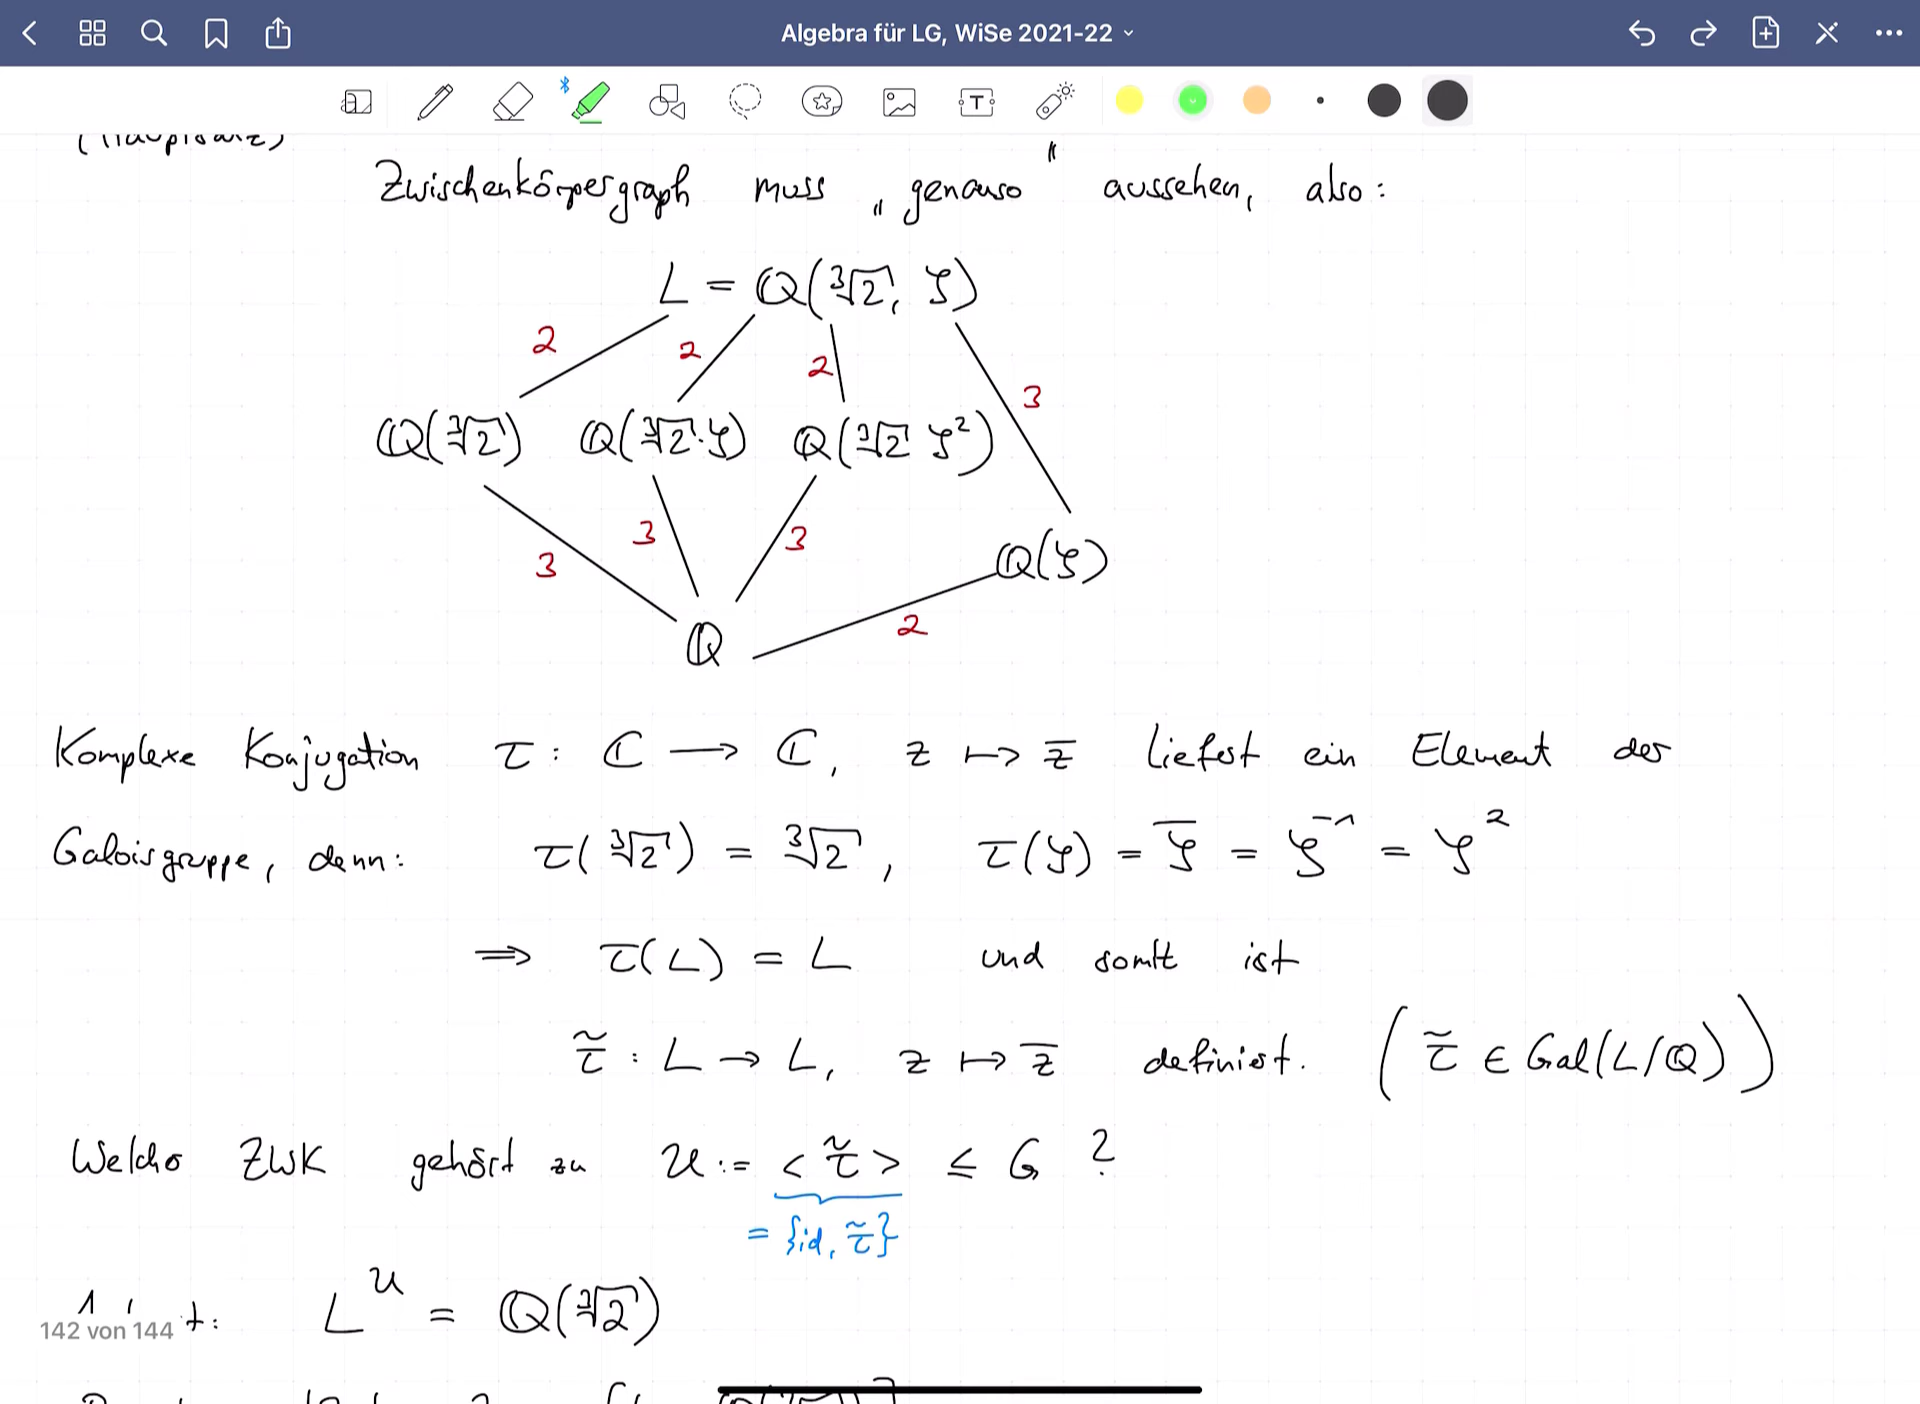 Algebra für LG, WiSe 2021-22
(Hauptsatz)
Zwischenkörpergraph muss „genauso" aussehen, also:
L = ℚ(∛2, ζ)
2 2 2 3
ℚ(∛2) ℚ(∛2·ζ) ℚ(∛2 ζ²)
3 3 3
ℚ(ζ)
2
ℚ
Komplexe Konjugation τ: ℂ → ℂ, z ↦ z̅ liefert ein Element der
Galoisgruppe, denn: τ(∛2) = ∛2, τ(ζ) = ζ̅ = ζ⁻¹ = ζ²
⇒ τ(L) = L und somit ist
τ̃ : L → L, z ↦ z̅ definiert. (τ̃ ∈ Gal(L/ℚ))
Welcher ZWK gehört zu U := <τ̃> ≤ G ?
= {id, τ̃}
L^U = ℚ(∛2)
142 von 144